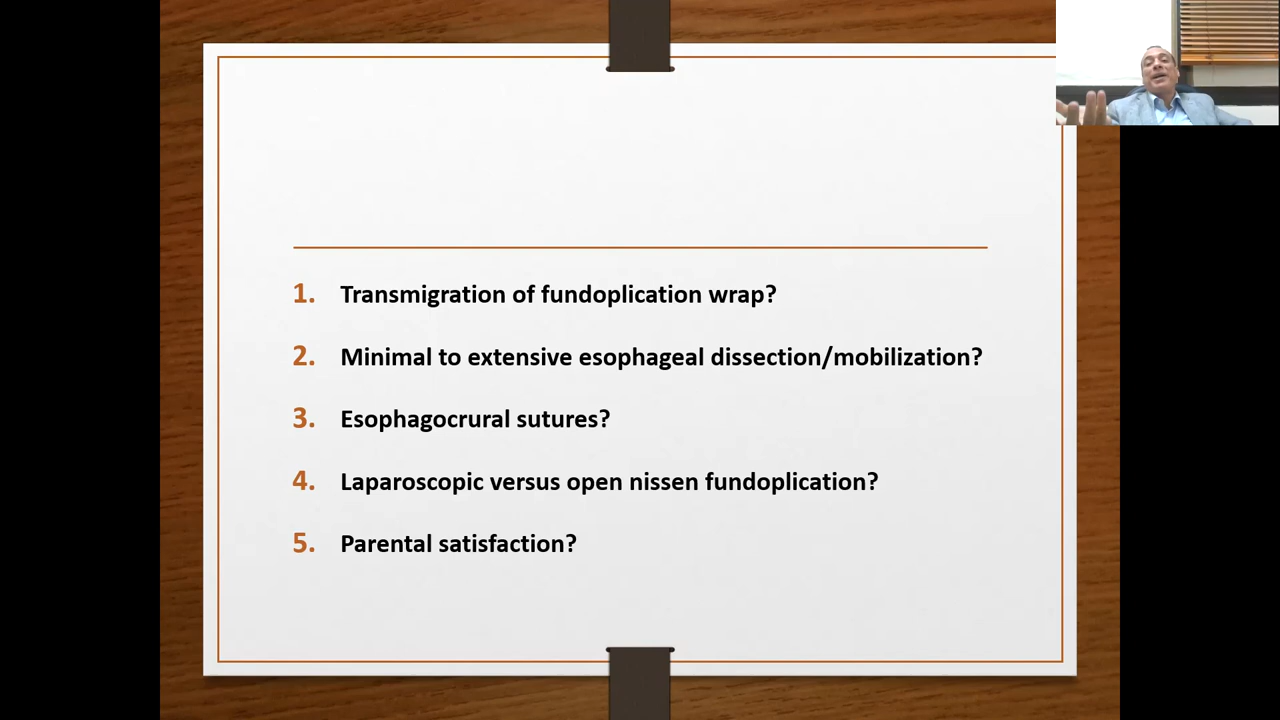 1. Transmigration of fundoplication wrap?
2. Minimal to extensive esophageal dissection/mobilization?
3. Esophagocrural sutures?
4. Laparoscopic versus open nissen fundoplication?
5. Parental satisfaction?